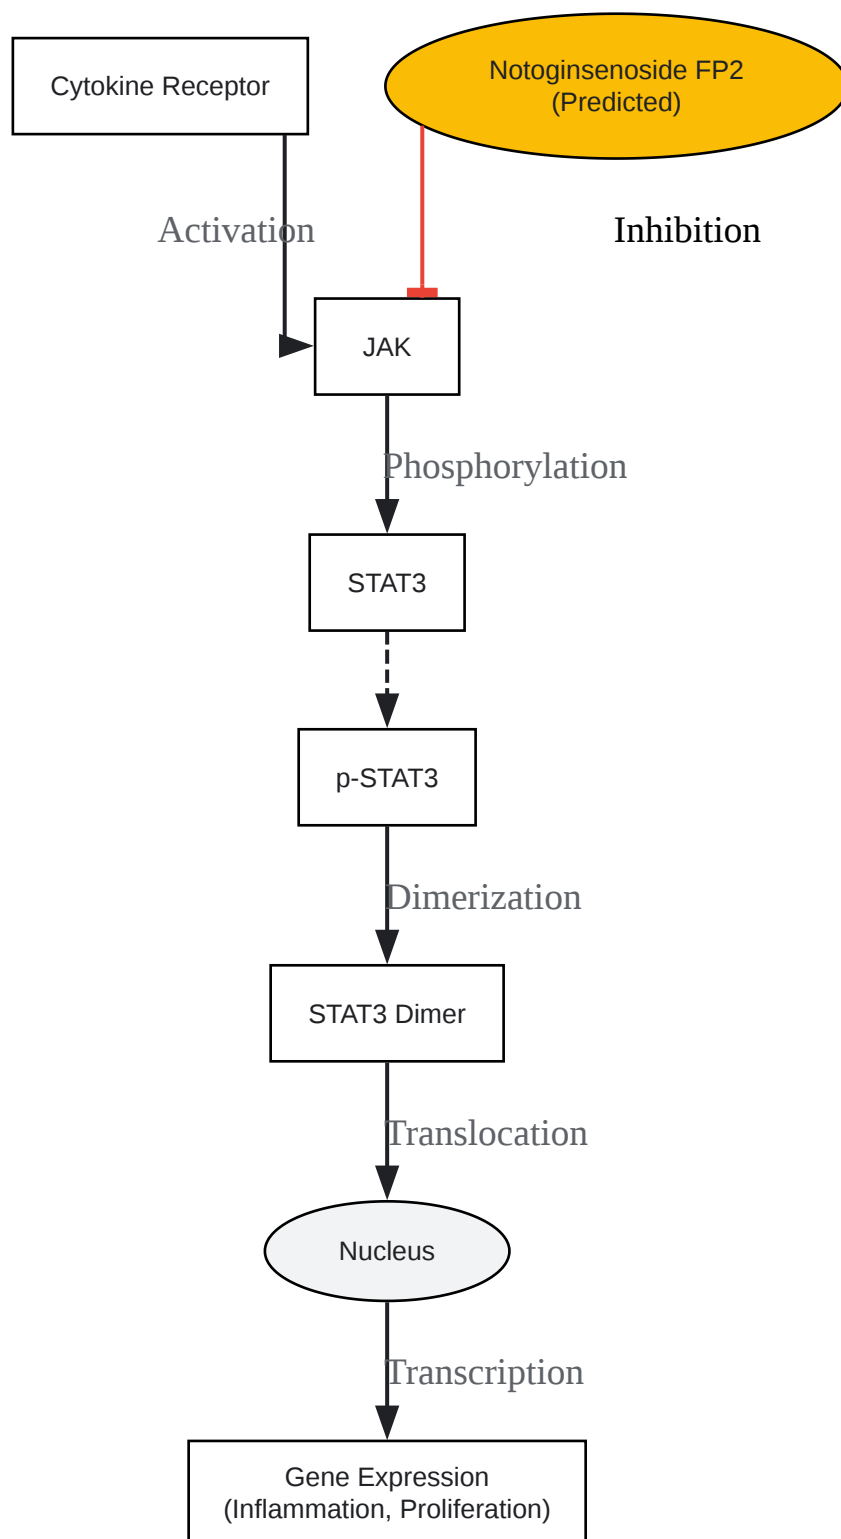 Cytokine Receptor
Notoginsenoside FP2
(Predicted)
Activation
Inhibition
JAK
Phosphorylation
STAT3
p-STAT3
Dimerization
STAT3 Dimer
Translocation
Nucleus
Transcription
Gene Expression
(Inflammation, Proliferation)